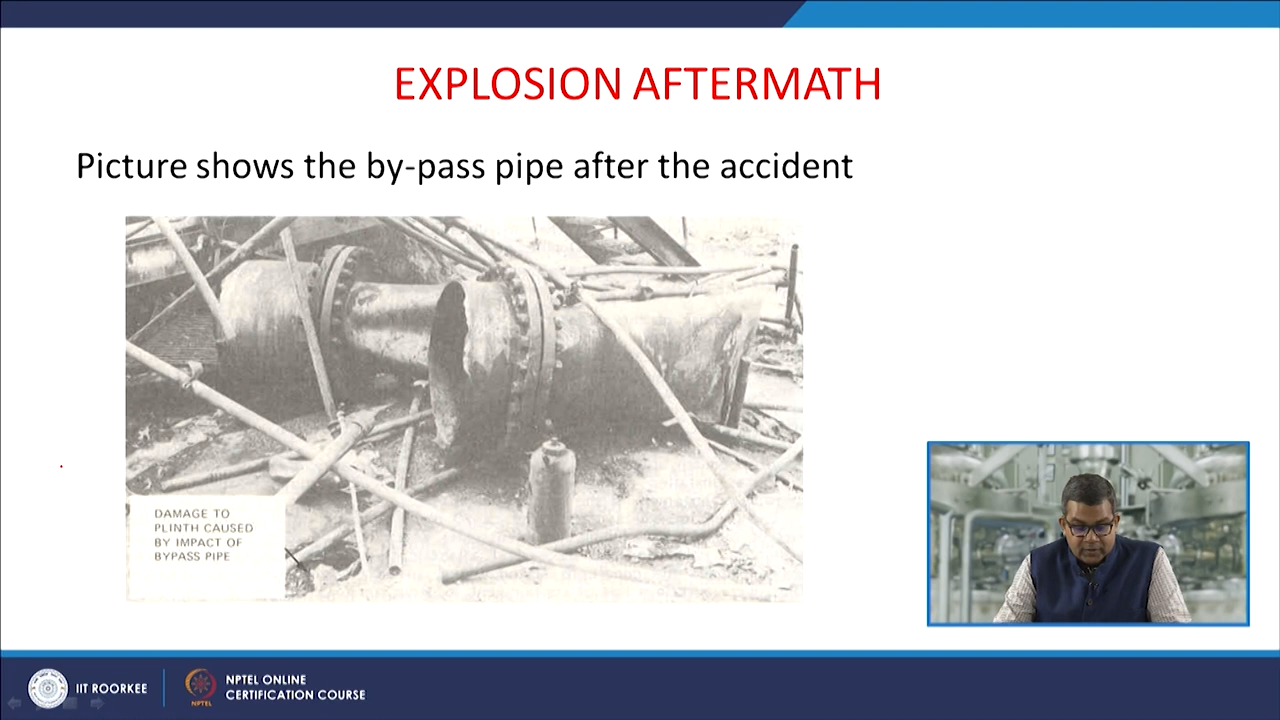 EXPLOSION AFTERMATH
Picture shows the by-pass pipe after the accident
DAMAGE TO
PLINTH CAUSED
BY IMPACT OF
BYPASS PIPE
IIT ROORKEE
NPTEL
NPTEL ONLINE
CERTIFICATION COURSE